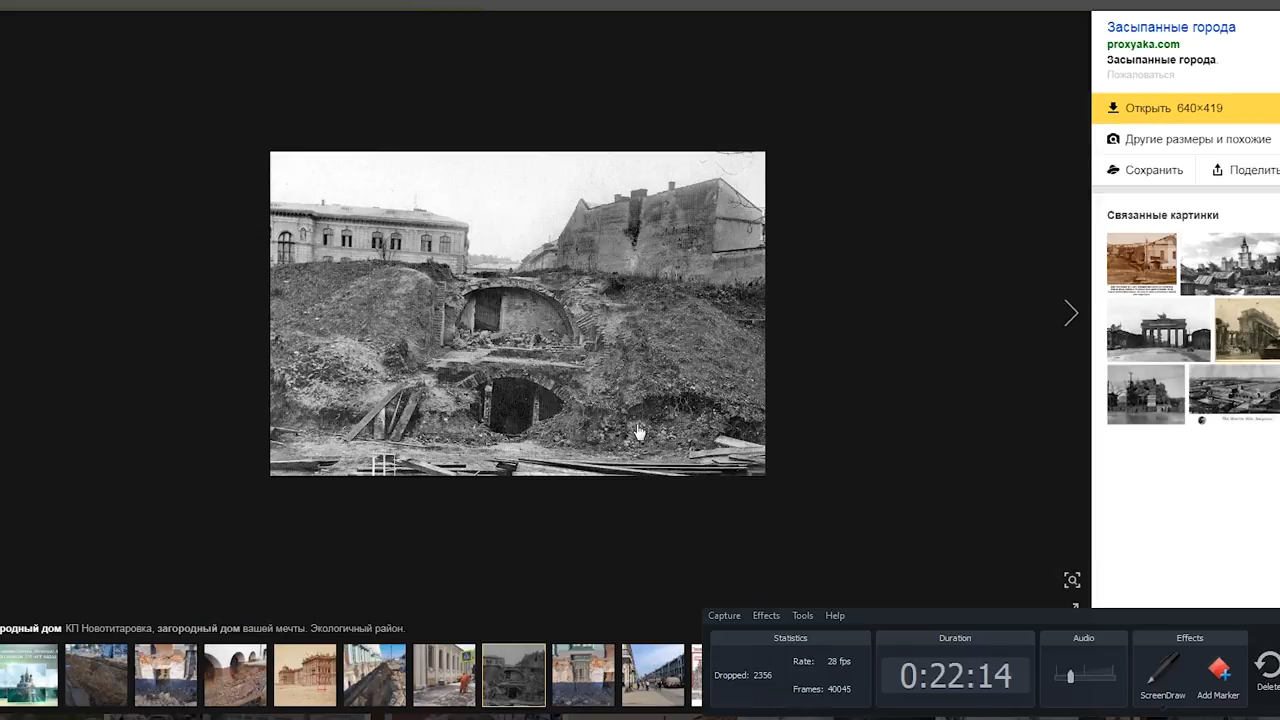 Засыпанные города
proxyaka.com
Засыпанные города.
Пожаловаться
Открыть 640×419
Другие размеры и похожие
Сохранить
Поделить
Связанные картинки
родный дом КП Новотитаровка, загородный дом вашей мечты. Экологичный район.
Capture Effects Tools Help
Statistics
Duration
Audio
Effects
Rate: 28 fps
Dropped: 2356
Frames: 40045
0:22:14
ScreenDraw
Add Marker
Delete